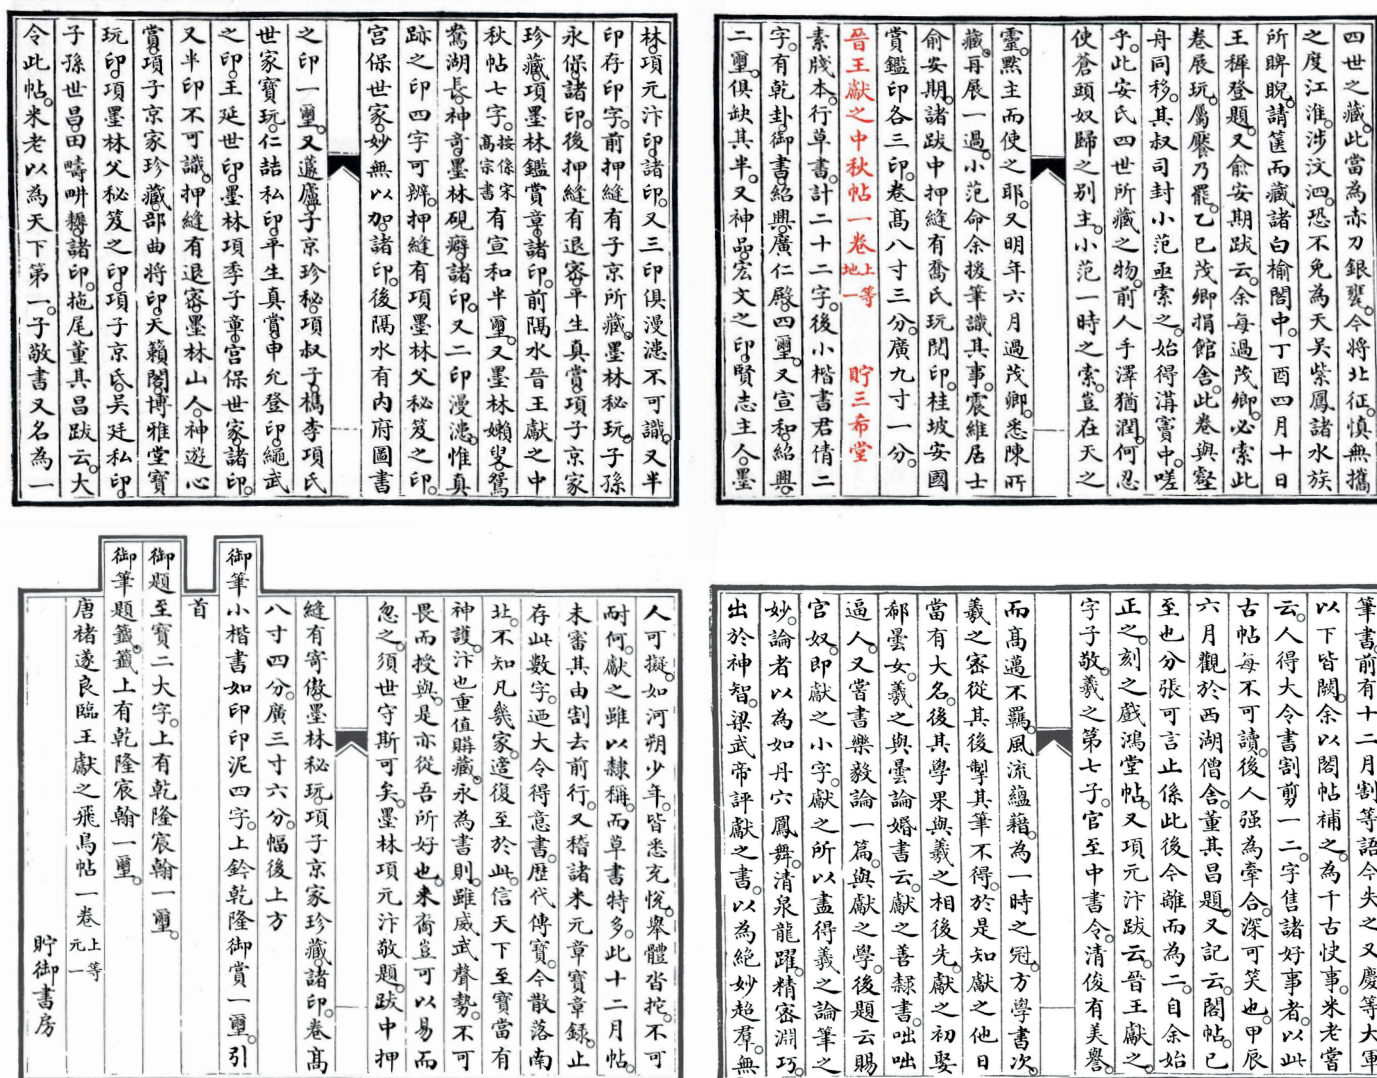 四世之藏此當為赤刀銀甖今將北征慎無攜
之度江淮涉汶泗恐不免為天吳紫鳳諸水族
所睥睨請篋而藏諸白榆閣中丁酉四月十日
王穉登題又俞安期跋云余每過茂卿必索此
卷展玩屬饜乃罷乙巳茂卿捐館舍此卷與壑
舟同移其叔司封小范亟索之始得溝竇中嗟
乎此安氏四世所藏之物前人手澤猶潤何忍
使蒼頭奴歸之别主小范一時之索豈在天之
靈黙主而使之耶又明年六月過茂卿悉陳所
藏再展一過小范命余援筆識其事震維居士
俞安期諸跋中押縫有喬氏玩閱印桂坡安國
賞鑑印各三印卷髙八寸三分廣九寸一分
晉王獻之中秋帖一卷 上等地一 貯三希堂
素牋本行草書計二十二字後小楷書君倩二
字有乾卦御書紹興廣仁殿四璽又宣和紹興
二璽俱缺其半又神品宏文之印賢志主人墨
林項元汴印諸印又三印俱漫漶不可識又半
印存印字前押縫有子京所藏墨林秘玩子孫
永保諸印後押縫有退密平生真賞項子京家
珍藏項墨林鑑賞章諸印前隔水晉王獻之中
秋帖七字按係宋高宗書有宣和半璽又墨林嬾叟鴛
鴦湖長神奇墨林硯癖諸印又二印漫漶惟真
跡之印四字可辨押縫有項墨林父秘笈之印
宮保世家妙無以加諸印後隔水有内府圖書
之印一璽又蘧廬子京珍秘項叔子檇李項氏
世家寶玩仁喆私印平生真賞申允登印繩武
之印王延世印墨林項季子章宮保世家諸印
又半印不可識押縫有退密墨林山人神遊心
賞項子京家珍藏部曲將印天籟閣博雅堂寶
玩印項墨林父秘笈之印項子京氏吳廷私印
子孫世昌田疇畊耨諸印拖尾董其昌跋云大
令此帖米老以為天下第一子敬書又名為一
筆書前有十二月割等語今失之又慶等大軍
以下皆闕余以閣帖補之為千古快事米老嘗
云人得大令書割剪一二字售諸好事者以此
古帖每不可讀後人强為牽合深可笑也甲辰
六月觀於西湖僧舍董其昌題又記云閣帖已
至也分張可言止係此後今離而為二自余始
正之刻之戲鴻堂帖又項元汴跋云晉王獻之
字子敬羲之第七子官至中書令清俊有美譽
而髙邁不羈風流蘊藉為一時之冠方學書次
羲之密從其後掣其筆不得於是知獻之他日
當有大名後其學果與羲之相後先獻之初娶
郗曇女羲之與曇論婚書云獻之善隸書咄咄
逼人又嘗書樂毅論一篇與獻之學後題云賜
官奴即獻之小字獻之所以盡得羲之論筆之
妙論者以為如丹穴鳳舞清泉龍躍精密淵巧
出於神智梁武帝評獻之書以為絶妙超羣無
人可擬如河朔少年皆悉充悅舉體沓拕不可
耐何獻之雖以隸稱而草書特多此十二月帖
未審其由割去前行又稽諸米元章寶章錄止
存此數字迺大令得意書歴代傳寶今散落南
北不知凡幾家造復至於此信天下至寶當有
神護汴也重值購藏永為書則雖威武聲勢不可
畏而授與是亦從吾所好也来裔豈可以易而
忽之須世守斯可矣墨林項元汴敬題跋中押
縫有寄傲墨林秘玩項子京家珍藏諸印卷髙
八寸四分廣三寸六分幅後上方
御筆小楷書如印印泥四字上鈐乾隆御賞一璽引
首
御題至寶二大字上有乾隆宸翰一璽
御筆題籤籤上有乾隆宸翰一璽
唐褚遂良臨王獻之飛鳥帖一卷 上等元一
貯御書房